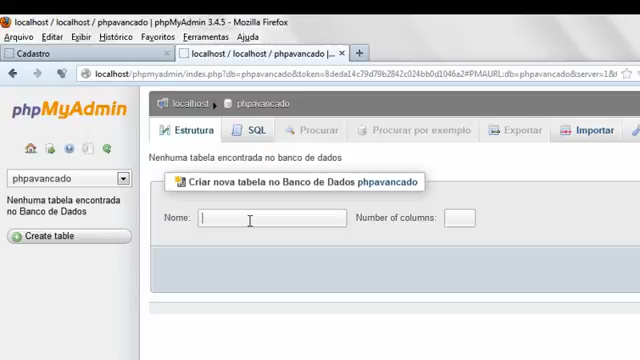 localhost / localhost / phpavancado | phpMyAdmin 3.4.5 - Mozilla Firefox
Arquivo Editar Exibir Histórico Favoritos Ferramentas Ajuda
Cadastro
localhost / localhost / phpavancado |...
localhost/phpmyadmin/index.php?db=phpavancado&token=8deda14c79d79b2842c024bb0d1046a2#PMAURL:db=phpavancado&server=1&
phpMyAdmin
phpavancado
Nenhuma tabela encontrada
no Banco de Dados
Create table
localhost phpavancado
Estrutura SQL Procurar Procurar por exemplo Exportar Importar
Nenhuma tabela encontrada no banco de dados
Criar nova tabela no Banco de Dados phpavancado
Nome: Number of columns: